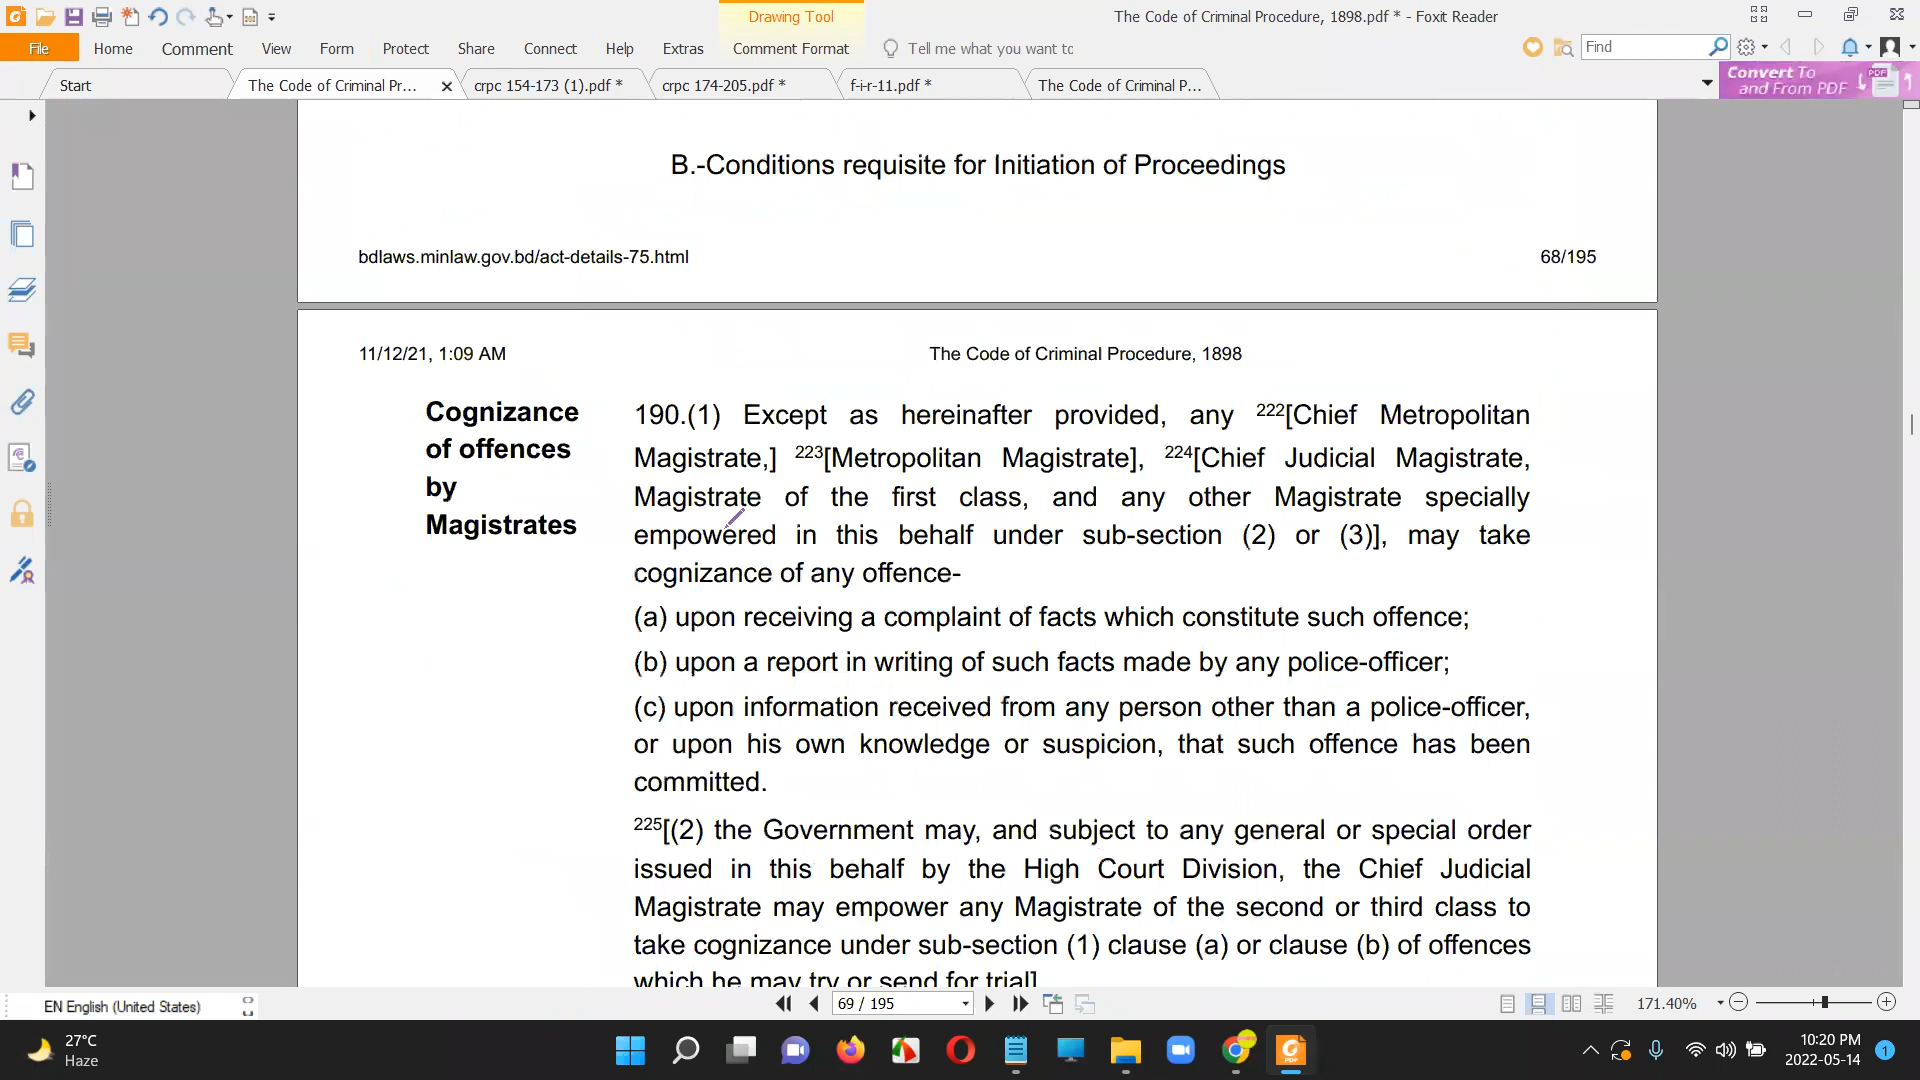 The Code of Criminal Procedure, 1898.pdf * - Foxit Reader
Drawing Tool
File Home Comment View Form Protect Share Connect Help Extras Comment Format Tell me what you want to Find
Start The Code of Criminal Pr... crpc 154-173 (1).pdf * crpc 174-205.pdf * f-i-r-11.pdf * The Code of Criminal P...
Convert To
and From PDF
PDF
B.-Conditions requisite for Initiation of Proceedings
bdlaws.minlaw.gov.bd/act-details-75.html 68/195
11/12/21, 1:09 AM The Code of Criminal Procedure, 1898
Cognizance
of offences
by
Magistrates
190.(1) Except as hereinafter provided, any 222[Chief Metropolitan
Magistrate,] 223[Metropolitan Magistrate], 224[Chief Judicial Magistrate,
Magistrate of the first class, and any other Magistrate specially
empowered in this behalf under sub-section (2) or (3)], may take
cognizance of any offence-
(a) upon receiving a complaint of facts which constitute such offence;
(b) upon a report in writing of such facts made by any police-officer;
(c) upon information received from any person other than a police-officer,
or upon his own knowledge or suspicion, that such offence has been
committed.
225[(2) the Government may, and subject to any general or special order
issued in this behalf by the High Court Division, the Chief Judicial
Magistrate may empower any Magistrate of the second or third class to
take cognizance under sub-section (1) clause (a) or clause (b) of offences
which he may try or send for trial]
EN English (United States)
69 / 195
171.40%
27°C
Haze
10:20 PM
2022-05-14
1